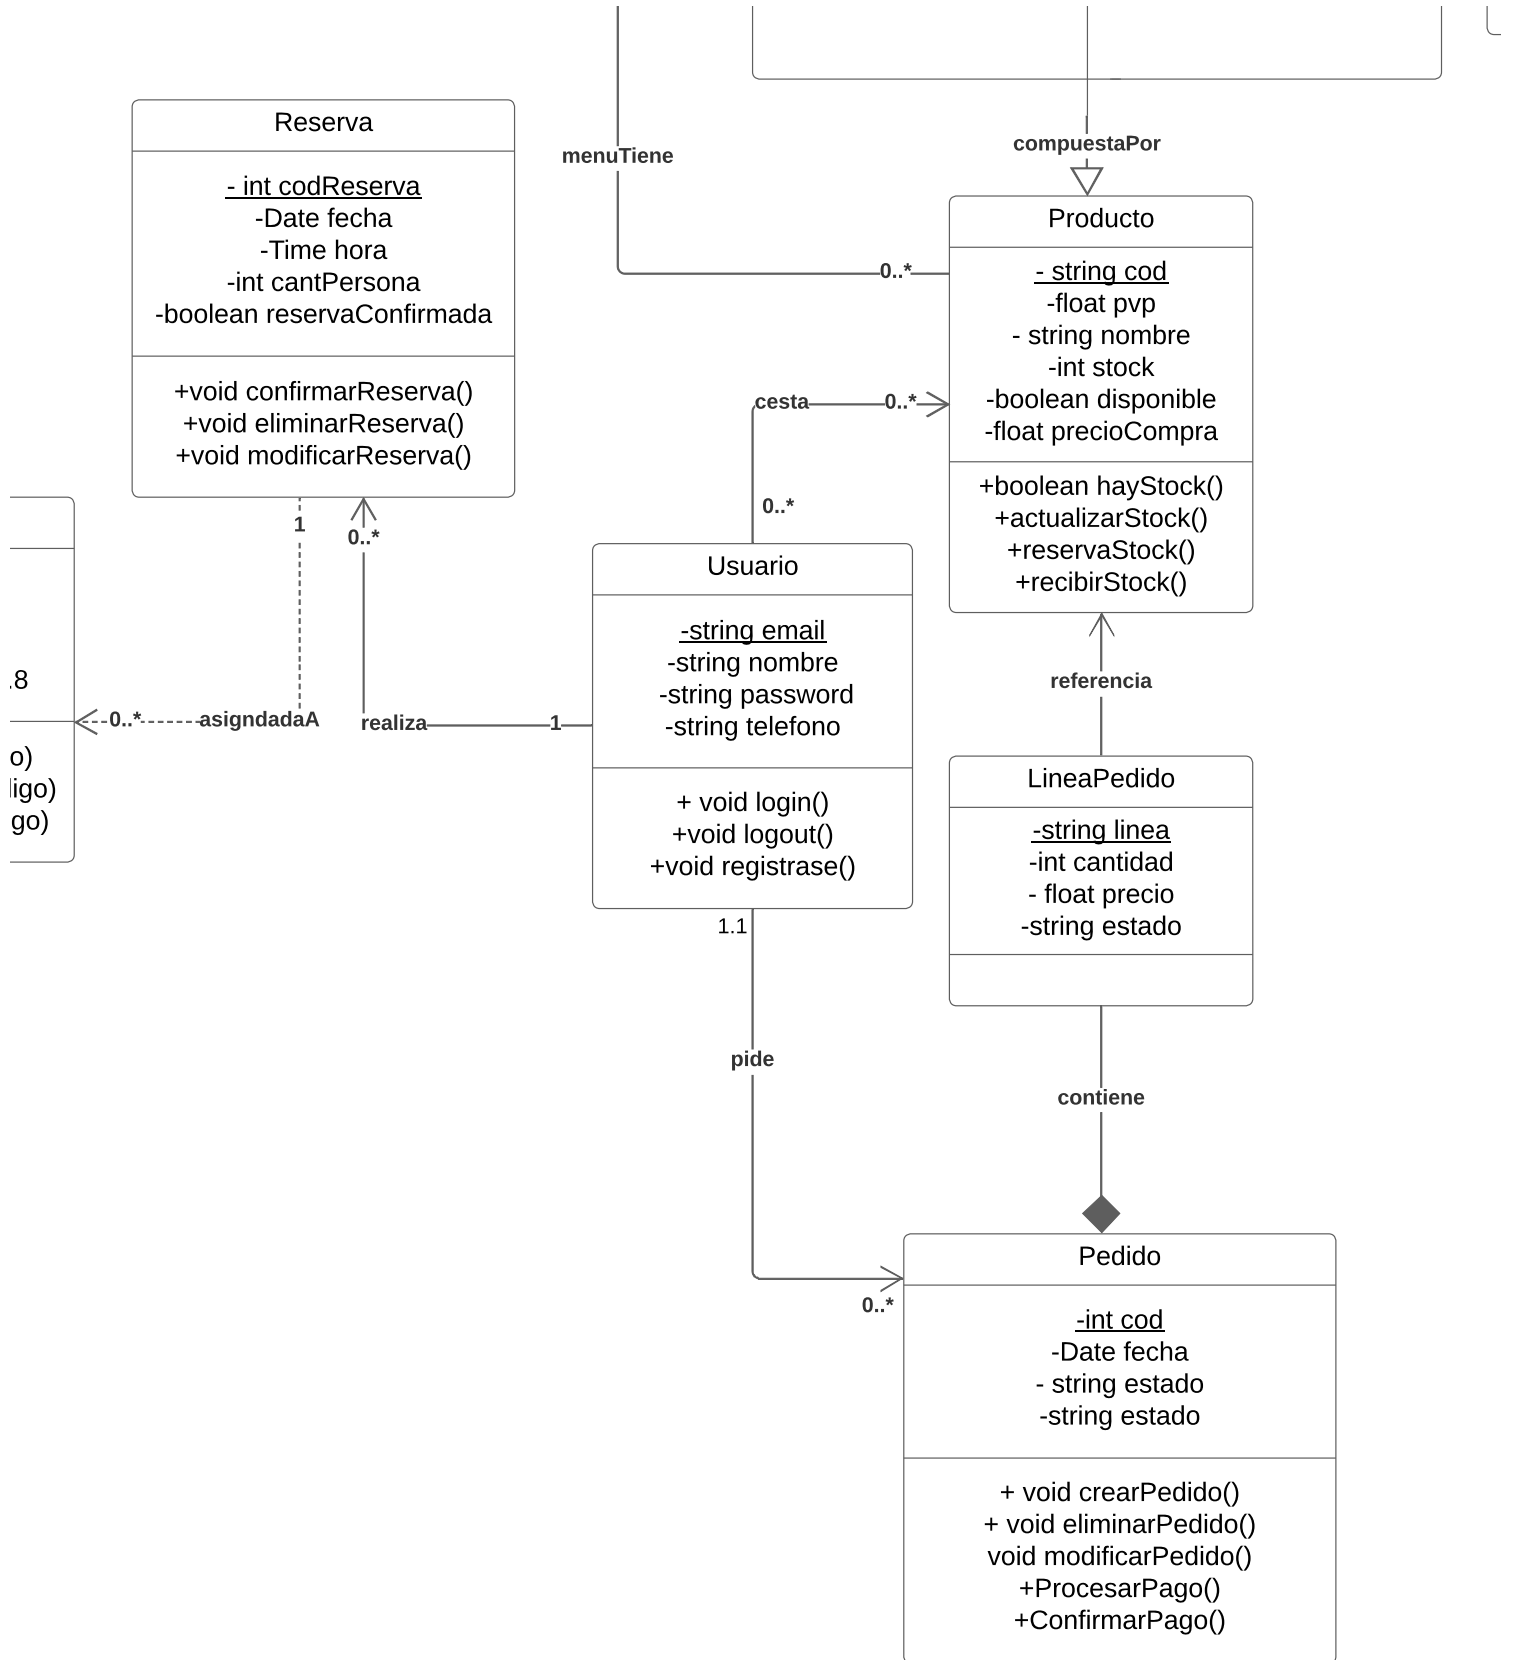 menuTiene
compuestaPor
Reserva
- int codReserva
-Date fecha
-Time hora
-int cantPersona
-boolean reservaConfirmada
+void confirmarReserva()
+void eliminarReserva()
+void modificarReserva()
Producto
- string cod
-float pvp
- string nombre
-int stock
-boolean disponible
-float precioCompra
+boolean hayStock()
+actualizarStock()
+reservaStock()
+recibirStock()
0..*
cesta
0..*
0..*
1
0..*
Usuario
-string email
-string nombre
-string password
-string telefono
+ void login()
+void logout()
+void registrase()
.8
o)
ligo)
go)
0..*
asigndadaA
realiza
1
referencia
LineaPedido
-string linea
-int cantidad
- float precio
-string estado
1.1
pide
0..*
contiene
Pedido
-int cod
-Date fecha
- string estado
-string estado
+ void crearPedido()
+ void eliminarPedido()
void modificarPedido()
+ProcesarPago()
+ConfirmarPago()